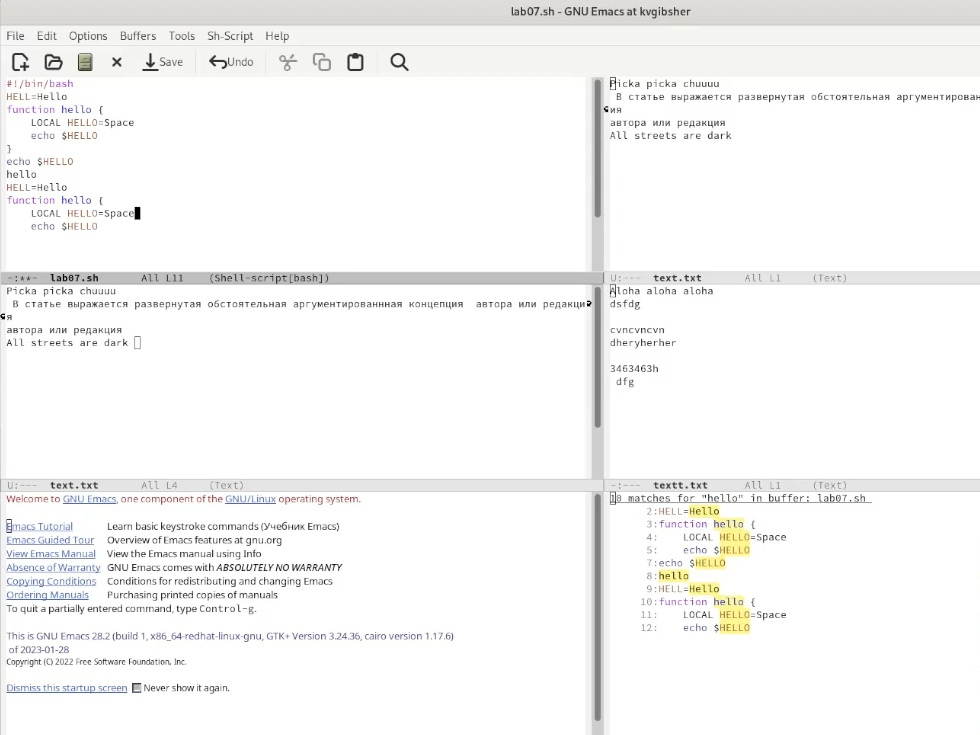 lab07.sh - GNU Emacs at kvgibsher
File Edit Options Buffers Tools Sh-Script Help
Save Undo
#!/bin/bash
HELL=Hello
function hello {
    LOCAL HELLO=Space
    echo $HELLO
}
echo $HELLO
hello
HELL=Hello
function hello {
    LOCAL HELLO=Space
    echo $HELLO
-:**- lab07.sh All L11 (Shell-script[bash])
Picka picka chuuuu
 В статье выражается развернутая обстоятельная аргументирован
ия
автора или редакция
All streets are dark
U:--- text.txt All L1 (Text)
Picka picka chuuuu
 В статье выражается развернутая обстоятельная аргументированнная концепция  автора или редакци
я
автора или редакция
All streets are dark
U:--- text.txt All L4 (Text)
Aloha aloha aloha
dsfdg
cvncvncvn
dheryherher
3463463h
 dfg
-:--- textt.txt All L1 (Text)
Welcome to GNU Emacs, one component of the GNU/Linux operating system.
Emacs Tutorial Learn basic keystroke commands (Учебник Emacs)
Emacs Guided Tour Overview of Emacs features at gnu.org
View Emacs Manual View the Emacs manual using Info
Absence of Warranty GNU Emacs comes with ABSOLUTELY NO WARRANTY
Copying Conditions Conditions for redistributing and changing Emacs
Ordering Manuals Purchasing printed copies of manuals
To quit a partially entered command, type Control-g.
This is GNU Emacs 28.2 (build 1, x86_64-redhat-linux-gnu, GTK+ Version 3.24.36, cairo version 1.17.6)
 of 2023-01-28
Copyright (C) 2022 Free Software Foundation, Inc.
Dismiss this startup screen Never show it again.
10 matches for "hello" in buffer: lab07.sh
2:HELL=Hello
3:function hello {
4:    LOCAL HELLO=Space
5:    echo $HELLO
7:echo $HELLO
8:hello
9:HELL=Hello
10:function hello {
11:    LOCAL HELLO=Space
12:    echo $HELLO